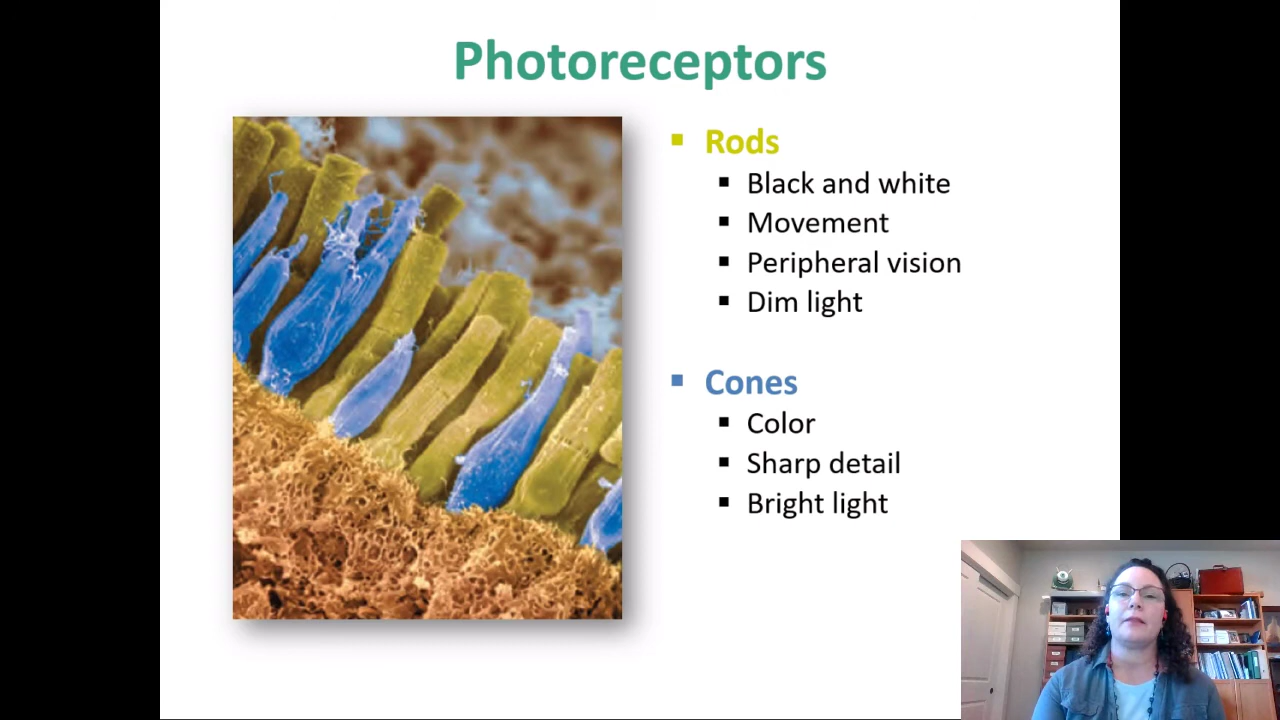 Photoreceptors
Rods
Black and white
Movement
Peripheral vision
Dim light
Cones
Color
Sharp detail
Bright light